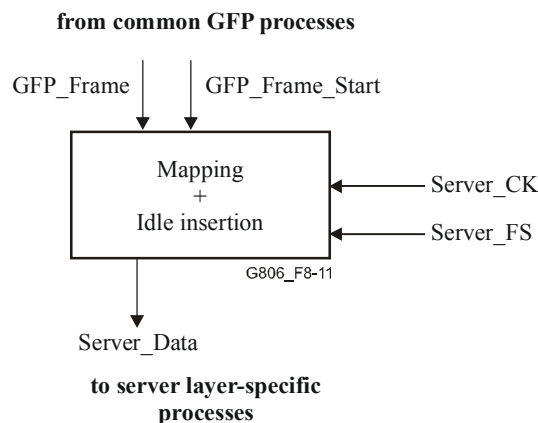 from common GFP processes
GFP_Frame
GFP_Frame_Start
Mapping
+
Idle insertion
Server_CK
Server_FS
G806_F8-11
Server_Data
to server layer-specific
processes